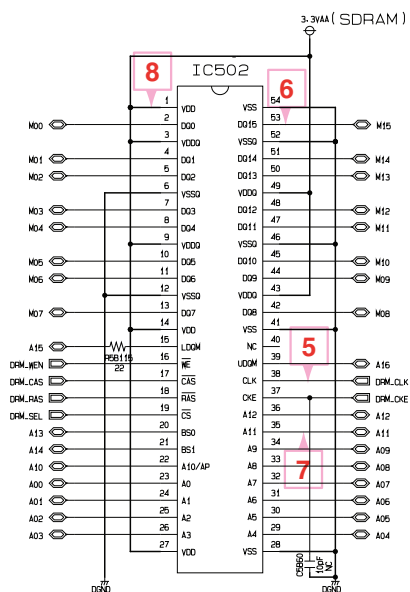 3.3VAA(SDRAM)
IC502
8
6
1 VDD VSS 54
M00 2 DQ0 DQ15 53 M15
3 VDDQ VSSQ 52
M01 4 DQ1 DQ14 51 M14
M02 5 DQ2 DQ13 50 M13
6 VSSQ VDDQ 49
M03 7 DQ3 DQ12 48 M12
M04 8 DQ4 DQ11 47 M11
9 VDDQ VSSQ 46
M05 10 DQ5 DQ10 45 M10
M06 11 DQ6 DQ9 44 M09
12 VSSQ VDDQ 43
M07 13 DQ7 DQ8 42 M08
14 VDD VSS 41
A15 R5B115 22 15 LDQM NC 40
DRM_WEN 16 WE UDQM 39 A16
5
DRM_CAS 17 CAS CLK 38 DRM_CLK
DRM_RAS 18 RAS CKE 37 DRM_CKE
DRM_SEL 19 CS A12 36 A12
A13 20 BS0 A11 35 A11
A14 21 BS1 A9 34 A09
7
A10 22 A10/AP A8 33 A08
A00 23 A0 A7 32 A07
A01 24 A1 A6 31 A06
A02 25 A2 A5 30 A05
A03 26 A3 A4 29 A04
27 VDD VSS 28
C5B60
10pF
NC
DGND
DGND